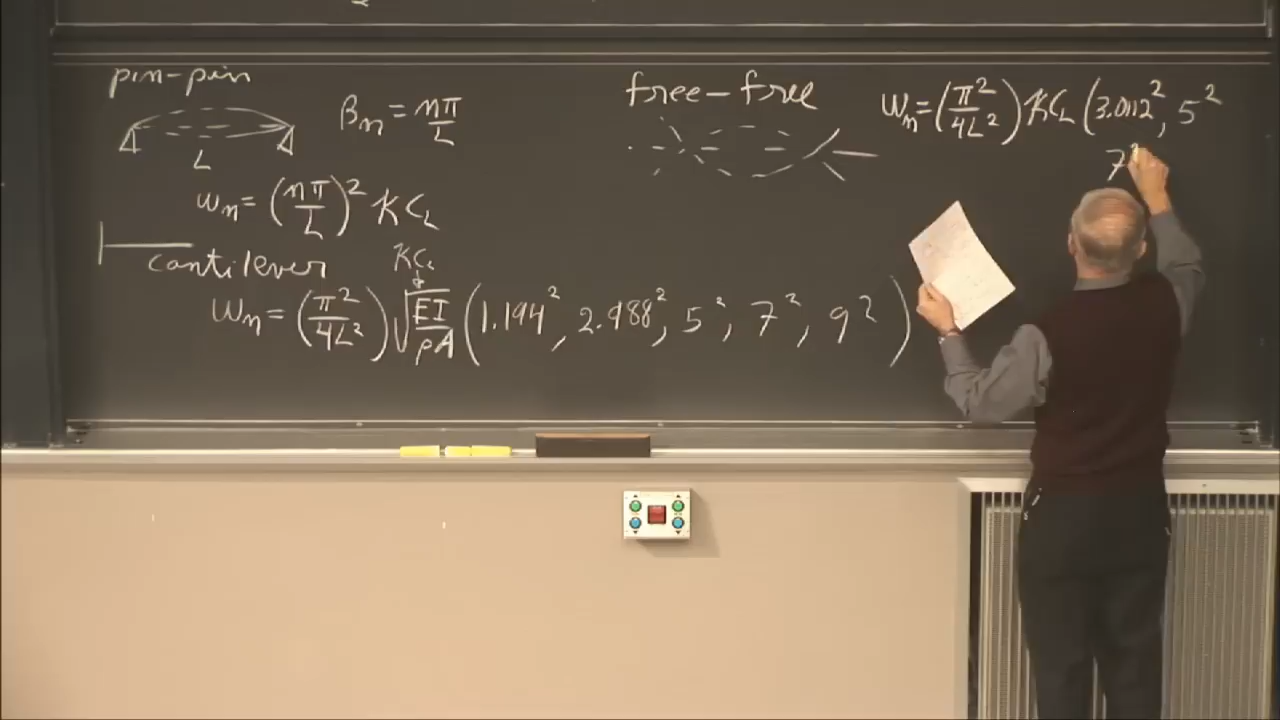 pin-pin
L
βn = nπ/L
ωn = (nπ/L)² K CL
cantilever
KCL
ωn = (π²/4L²) √(EI/ρA) (1.194², 2.988², 5², 7², 9²)
free-free
ωn = (π²/4L²) K CL (3.0112², 5²
7²